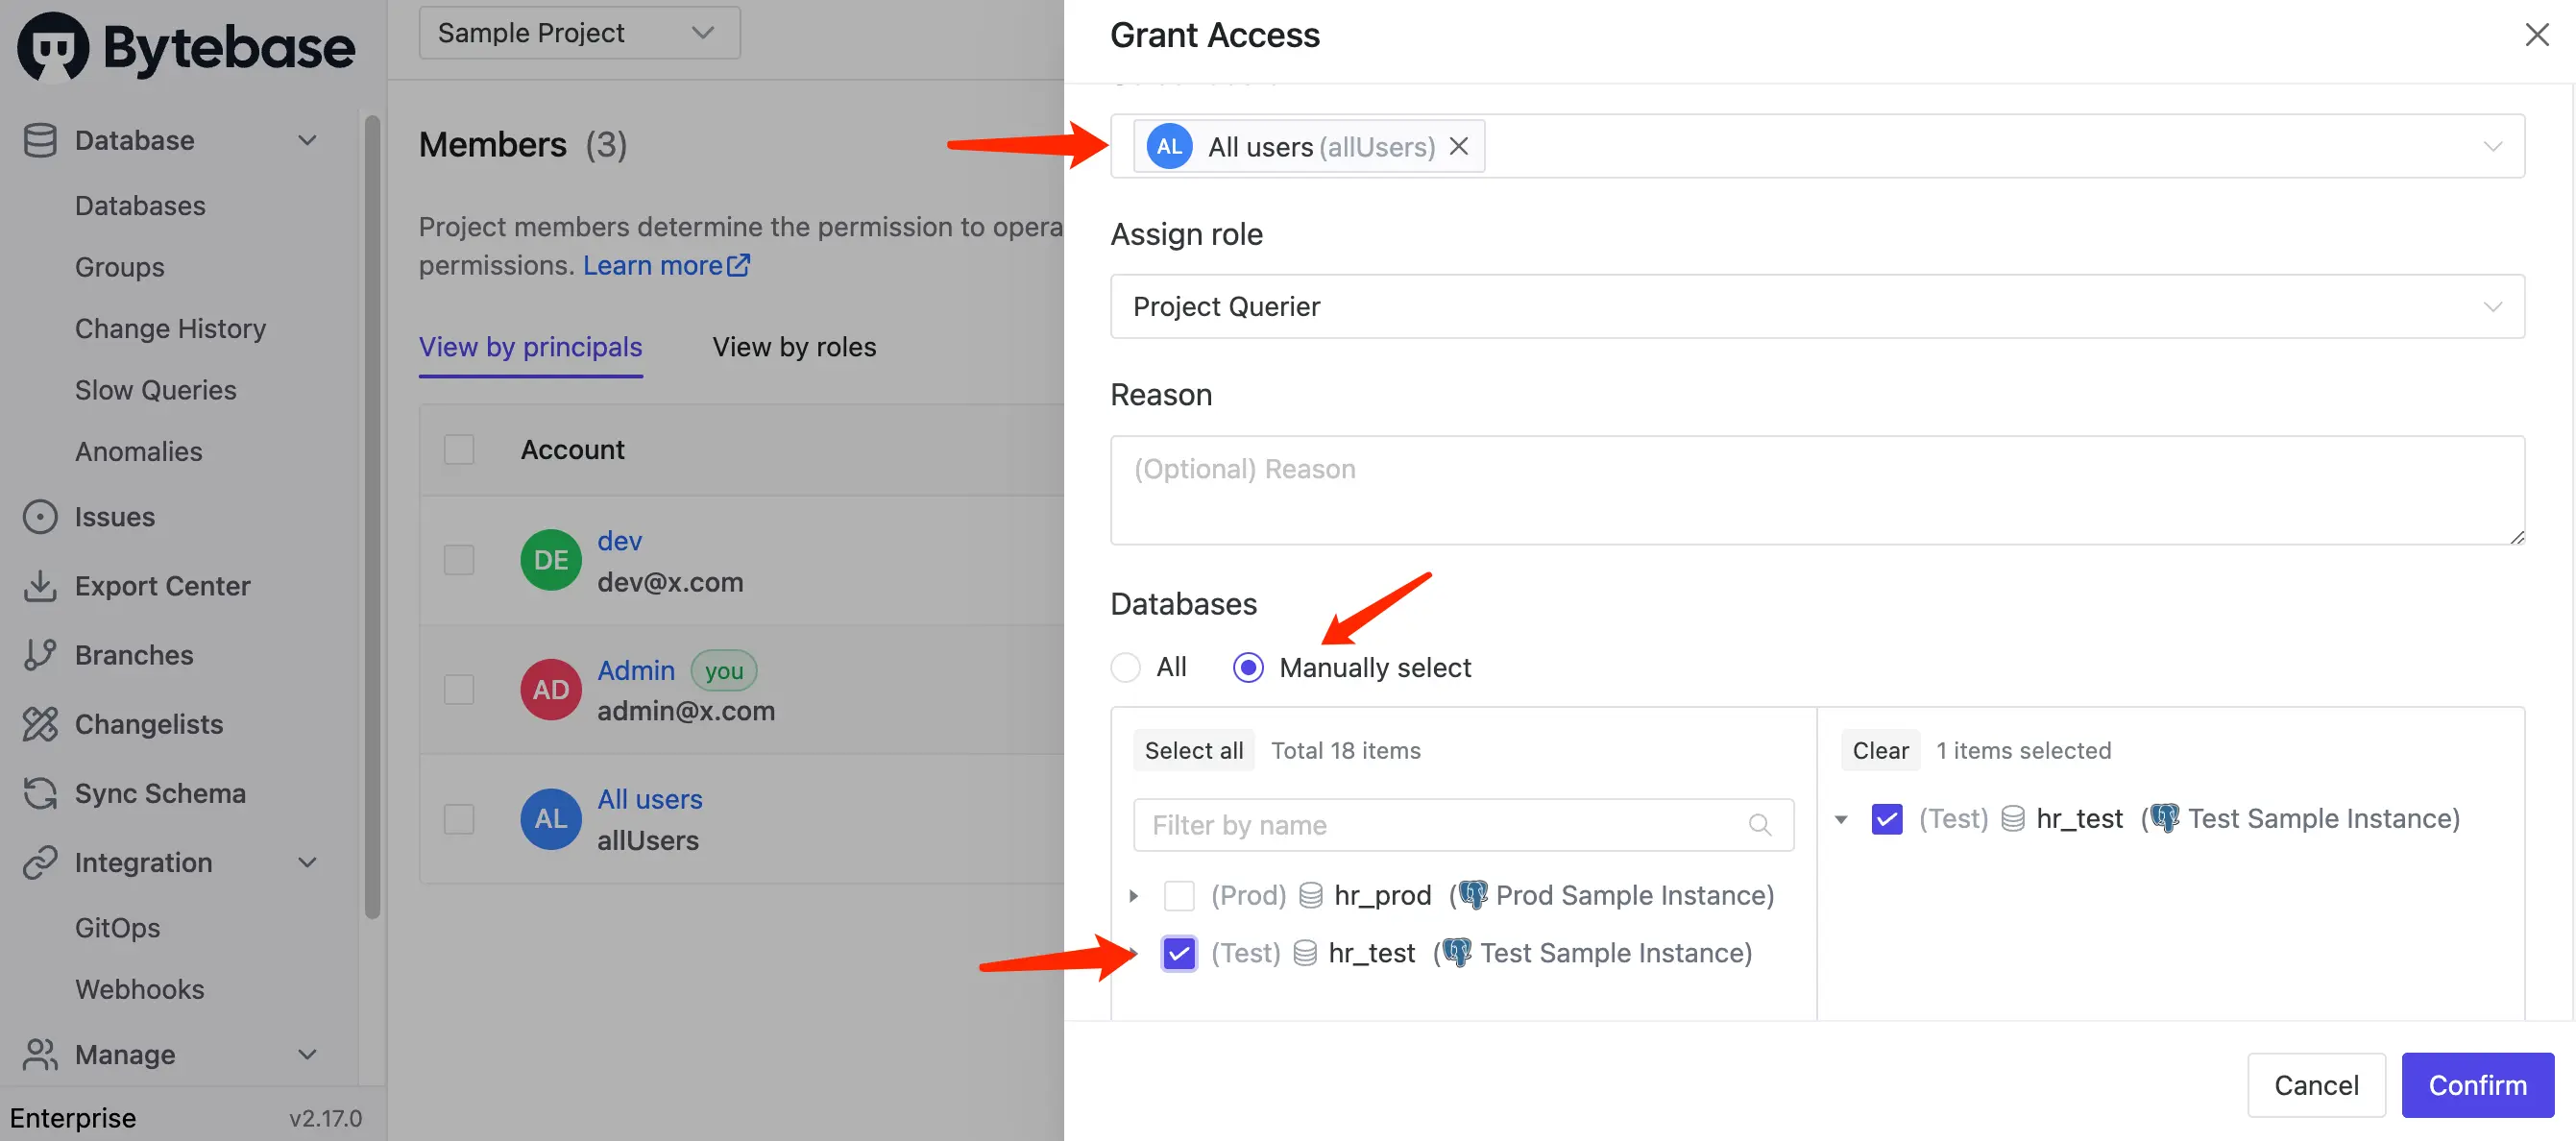 Bytebase
Database
Databases
Groups
Change History
Slow Queries
Anomalies
Issues
Export Center
Branches
Changelists
Sync Schema
Integration
GitOps
Webhooks
Manage
Enterprise
v2.17.0
Sample Project
Members (3)
Project members determine the permission to opera
permissions. Learn more
View by principals
View by roles
Account
DE
dev
dev@x.com
AD
Admin you
admin@x.com
AL
All users
allUsers
Grant Access
AL All users (allUsers)
Assign role
Project Querier
Reason
(Optional) Reason
Databases
All
Manually select
Select all Total 18 items
Filter by name
(Prod) hr_prod (Prod Sample Instance)
(Test) hr_test (Test Sample Instance)
Clear 1 items selected
(Test) hr_test (Test Sample Instance)
Cancel
Confirm